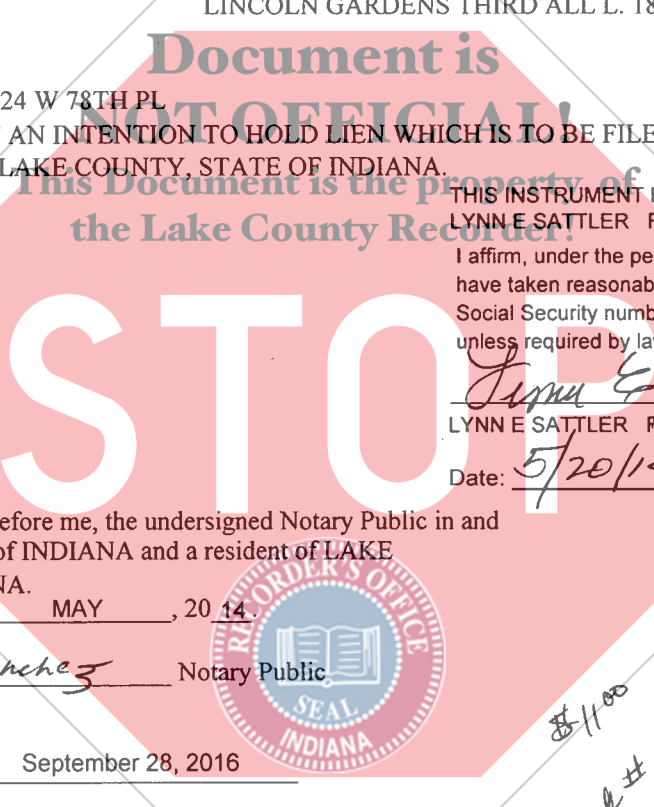 LINCOLN GARDENS THIRD ALL L. 18
Document is
24 W 78TH PL
NOT OFFICIAL!
AN INTENTION TO HOLD LIEN WHICH IS TO BE FILE
LAKE COUNTY, STATE OF INDIANA.
This Document is the property of
THIS INSTRUMENT
the Lake County Recorder!
LYNN E SATTLER
I affirm, under the pe
have taken reasonab
Social Security numb
unless required by la
STOP
Lynn E
LYNN E SATTLER
Date: 5/20/14
efore me, the undersigned Notary Public in and
of INDIANA and a resident of LAKE
NA.
MAY , 20 14.
nchez Notary Public
RECORDER'S OFFICE
SEAL
INDIANA
$1100
September 28, 2016
#